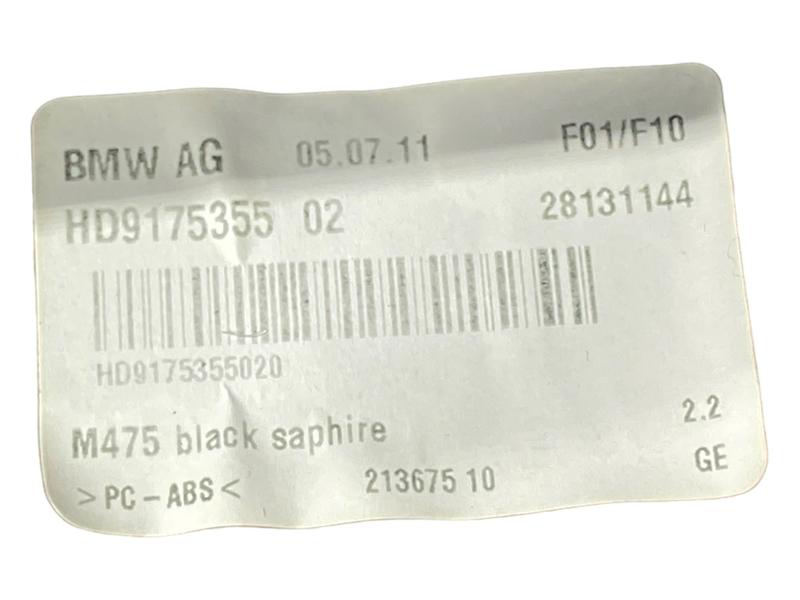 BMW AG 05.07.11 F01/F10
HD9175355 02 28131144
HD9175355020
M475 black saphire 2.2
>PC-ABS< 213675 10 GE